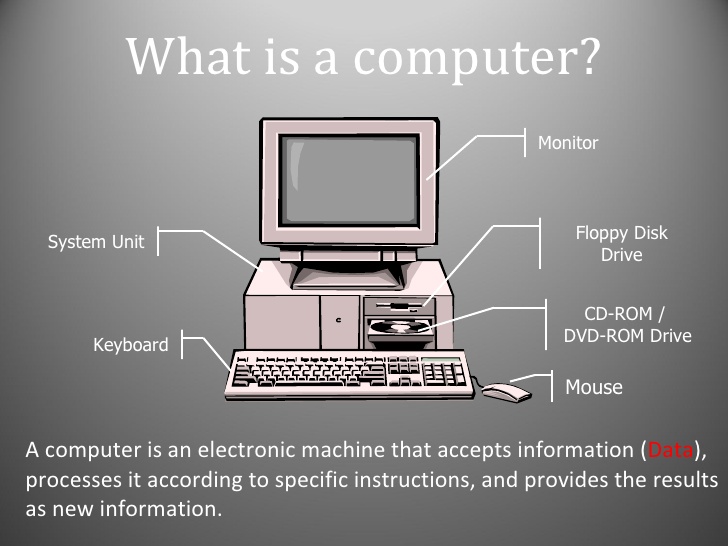 What is a computer?
Monitor
System Unit
Floppy Disk
Drive
CD-ROM /
DVD-ROM Drive
Keyboard
Mouse
A computer is an electronic machine that accepts information (Data),
processes it according to specific instructions, and provides the results
as new information.